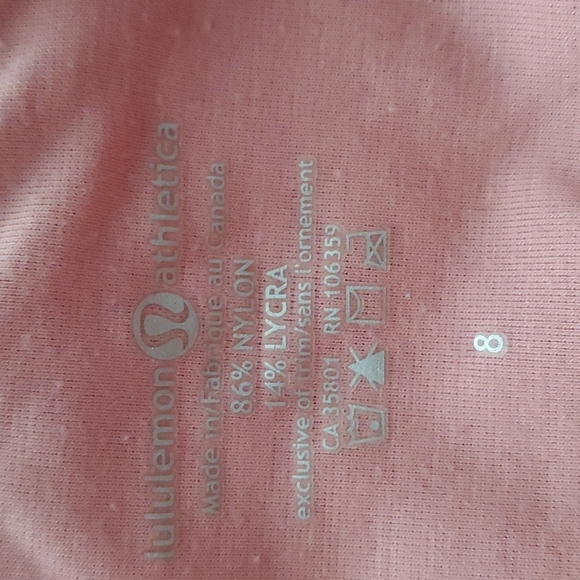 lululemon athletica
Made in/Fabriqué au Canada
86% NYLON
14% LYCRA
exclusive of trim/sans l'ornement
CA 35801 RN 106359
8